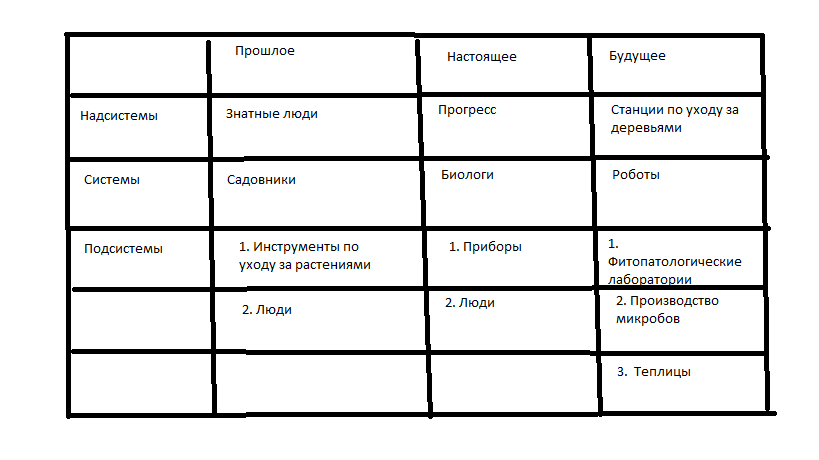 Прошлое
Настоящее
Будущее
Надсистемы
Знатные люди
Прогресс
Станции по уходу за
деревьями
Системы
Садовники
Биологи
Роботы
Подсистемы
1. Инструменты по
уходу за растениями
1. Приборы
1.
Фитопатологические
лаборатории
2. Люди
2. Люди
2. Производство
микробов
3. Теплицы